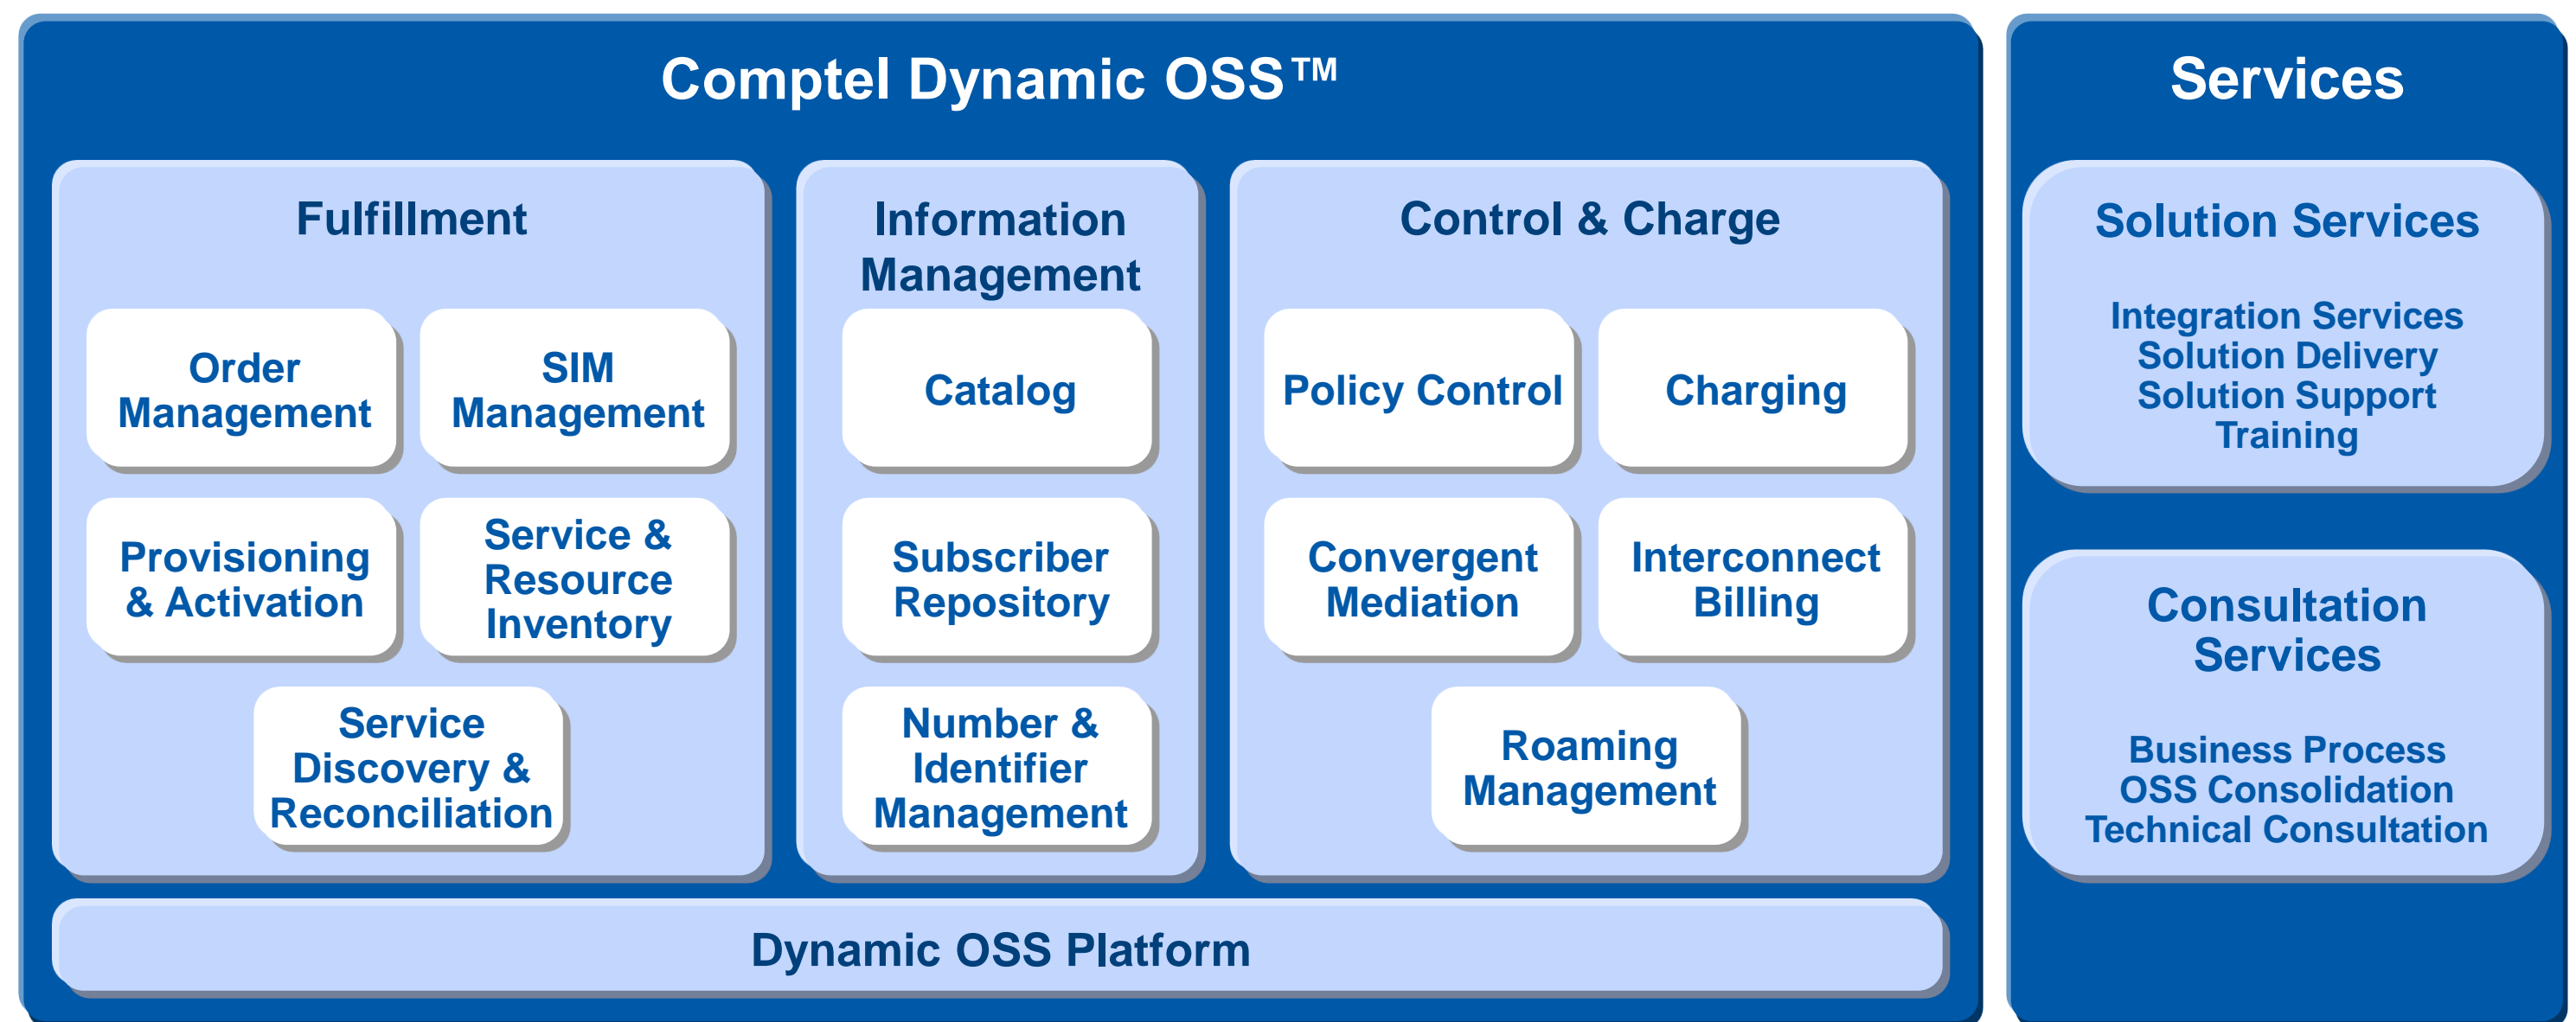 Comptel Dynamic OSS™
Fulfillment
Order
Management
SIM
Management
Provisioning
& Activation
Service &
Resource
Inventory
Service
Discovery &
Reconciliation
Information
Management
Catalog
Subscriber
Repository
Number &
Identifier
Management
Control & Charge
Policy Control
Charging
Convergent
Mediation
Interconnect
Billing
Roaming
Management
Dynamic OSS Platform
Services
Solution Services
Integration Services
Solution Delivery
Solution Support
Training
Consultation
Services
Business Process
OSS Consolidation
Technical Consultation